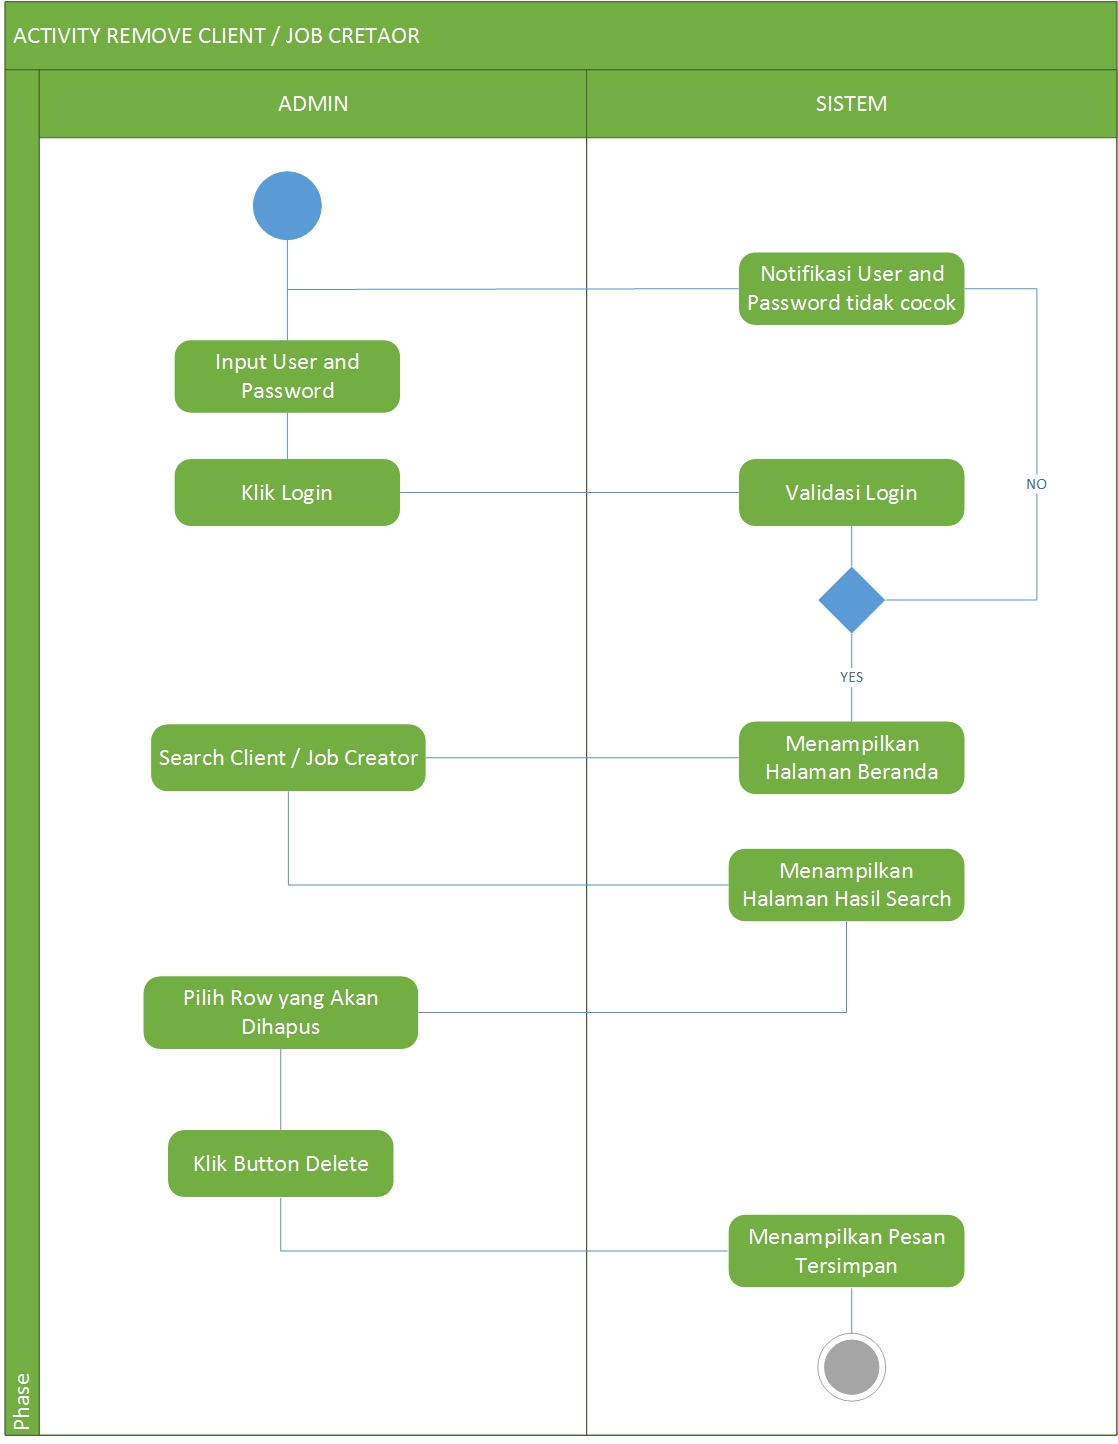 ACTIVITY REMOVE CLIENT / JOB CRETAOR
ADMIN
SISTEM
Notifikasi User and
Password tidak cocok
Input User and
Password
Klik Login
Validasi Login
NO
YES
Search Client / Job Creator
Menampilkan
Halaman Beranda
Menampilkan
Halaman Hasil Search
Pilih Row yang Akan
Dihapus
Klik Button Delete
Menampilkan Pesan
Tersimpan
Phase